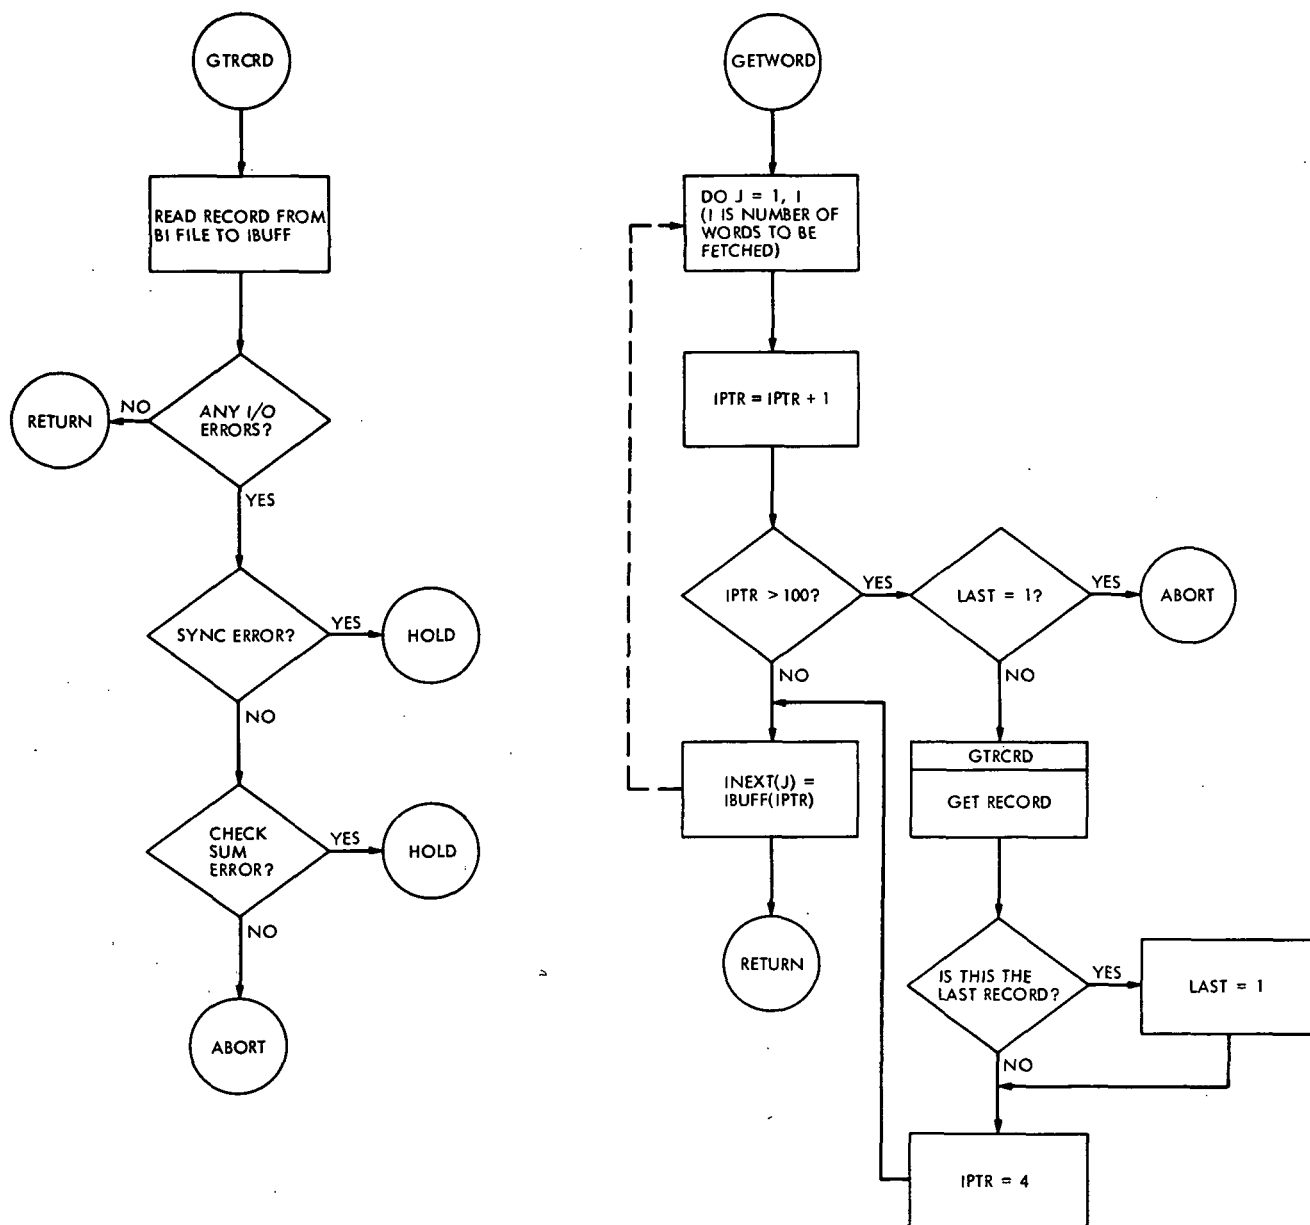 GTRCRD
READ RECORD FROM
BI FILE TO IBUFF
ANY I/O
ERRORS?
NO
RETURN
YES
SYNC ERROR?
YES
HOLD
NO
CHECK
SUM
ERROR?
YES
HOLD
NO
ABORT
GETWORD
DO J = 1, I
(I IS NUMBER OF
WORDS TO BE
FETCHED)
IPTR = IPTR + 1
IPTR > 100?
YES
LAST = 1?
YES
ABORT
NO
NO
INEXT(J) =
IBUFF(IPTR)
RETURN
GTRCRD
GET RECORD
IS THIS THE
LAST RECORD?
YES
LAST = 1
NO
IPTR = 4